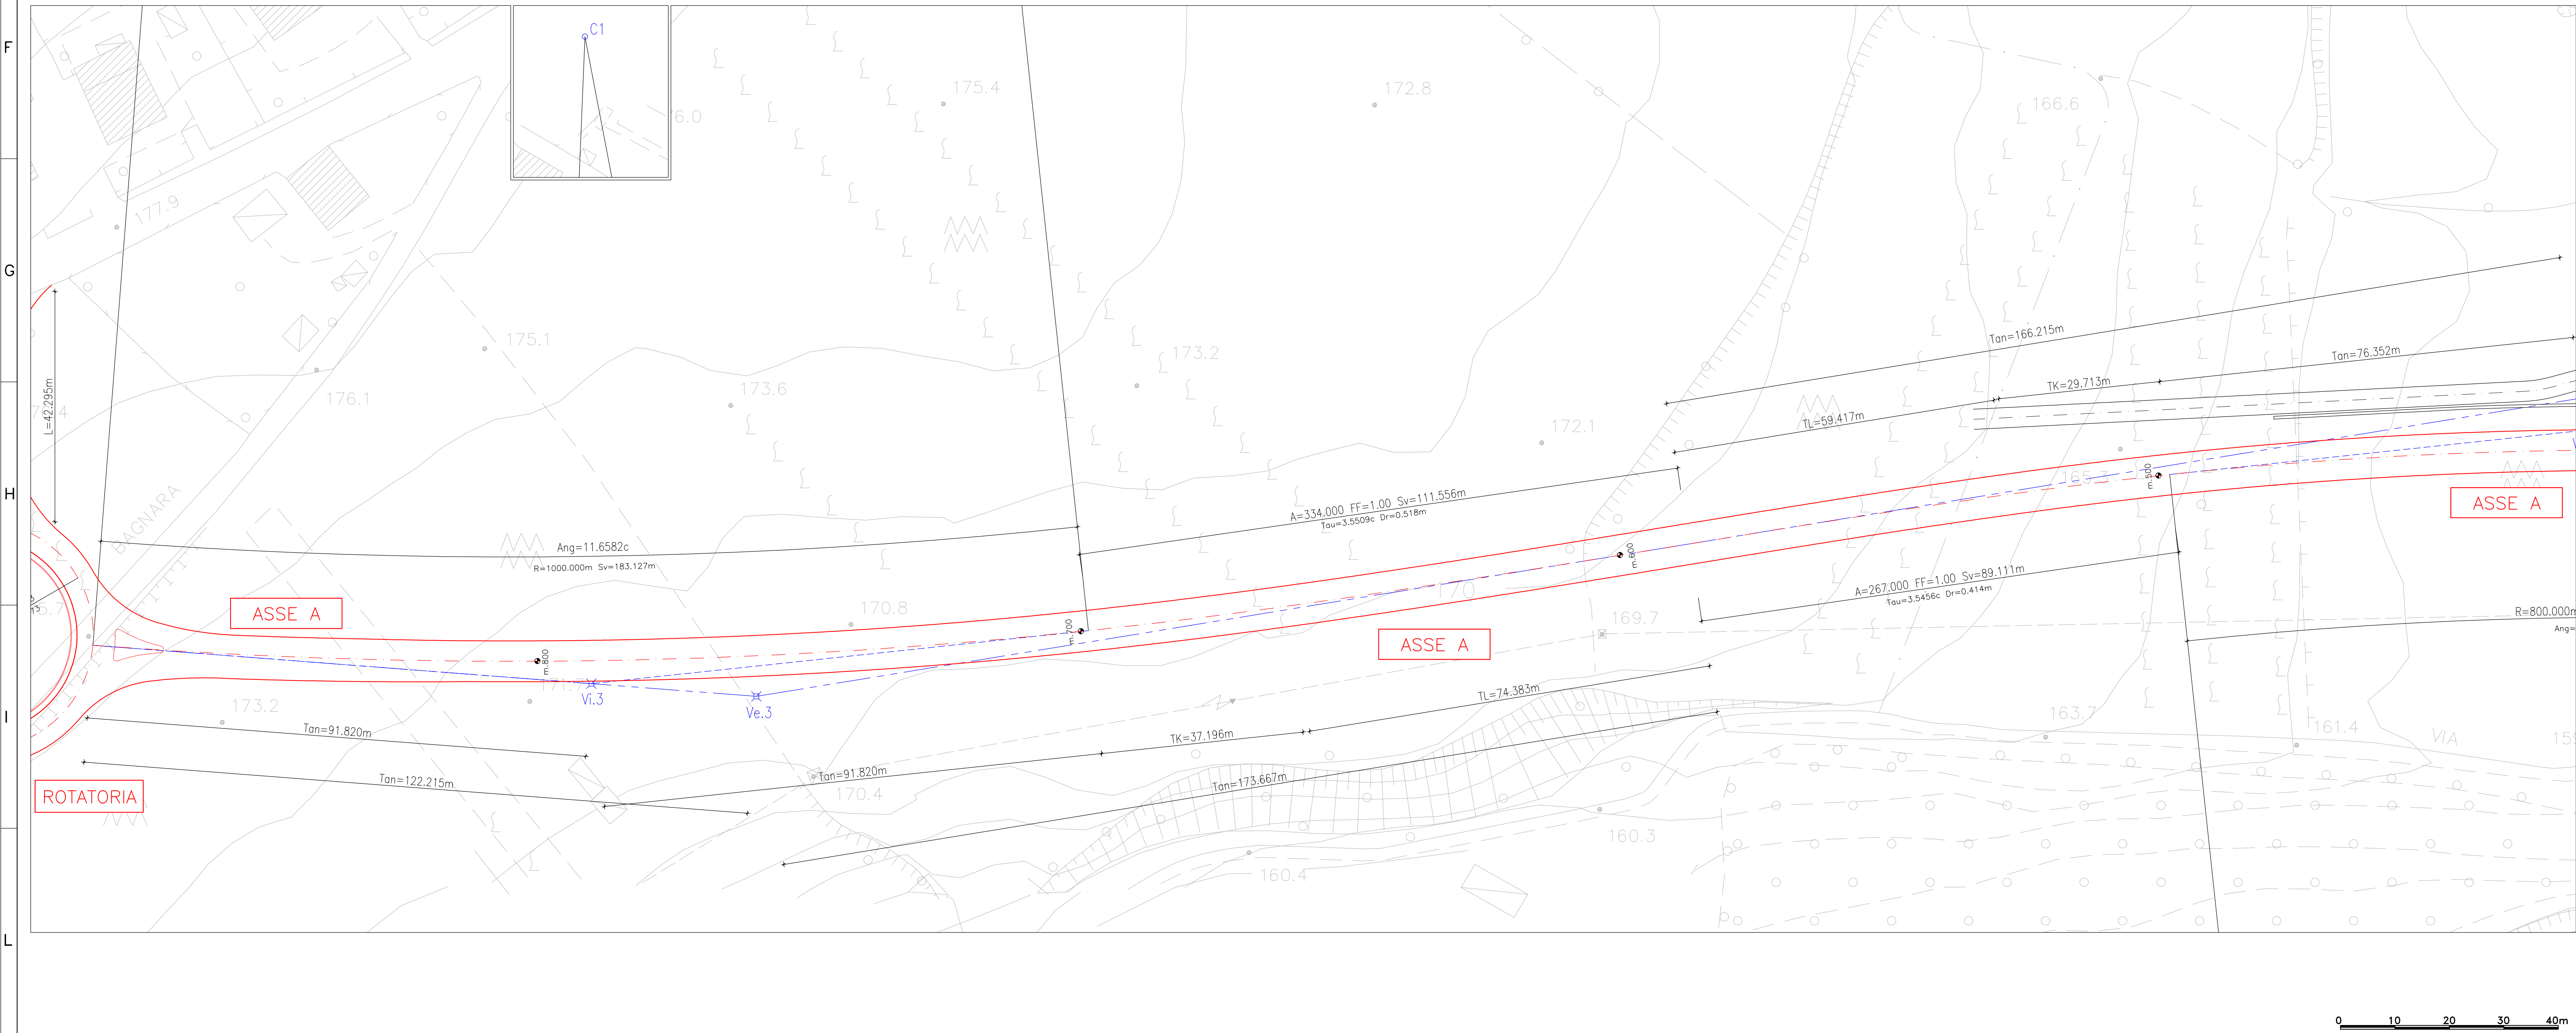 F
G
H
I
L
C1
6.0
175.4
172.8
166.6
177.9
175.1
176.1
173.6
173.2
172.1
L=42.295m
BAGNARA
Tan=166.215m
Tan=76.352m
TK=29.713m
TL=59.417m
165.7
m.500
ASSE A
A=334.000 FF=1.00 Sv=111.556m
Tau=3.5509c Dr=0.518m
Ang=11.6582c
R=1000.000m Sv=183.127m
m.600
170
A=267.000 FF=1.00 Sv=89.111m
Tau=3.5456c Dr=0.414m
R=800.000m
Ang=
ASSE A
170.8
m.700
169.7
ASSE A
m.800
171.7
Vi.3
Ve.3
173.2
TL=74.383m
163.7
161.4
VIA
Tan=91.820m
TK=37.196m
Tan=91.820m
Tan=122.215m
Tan=173.667m
170.4
ROTATORIA
160.3
160.4
0 10 20 30 40m